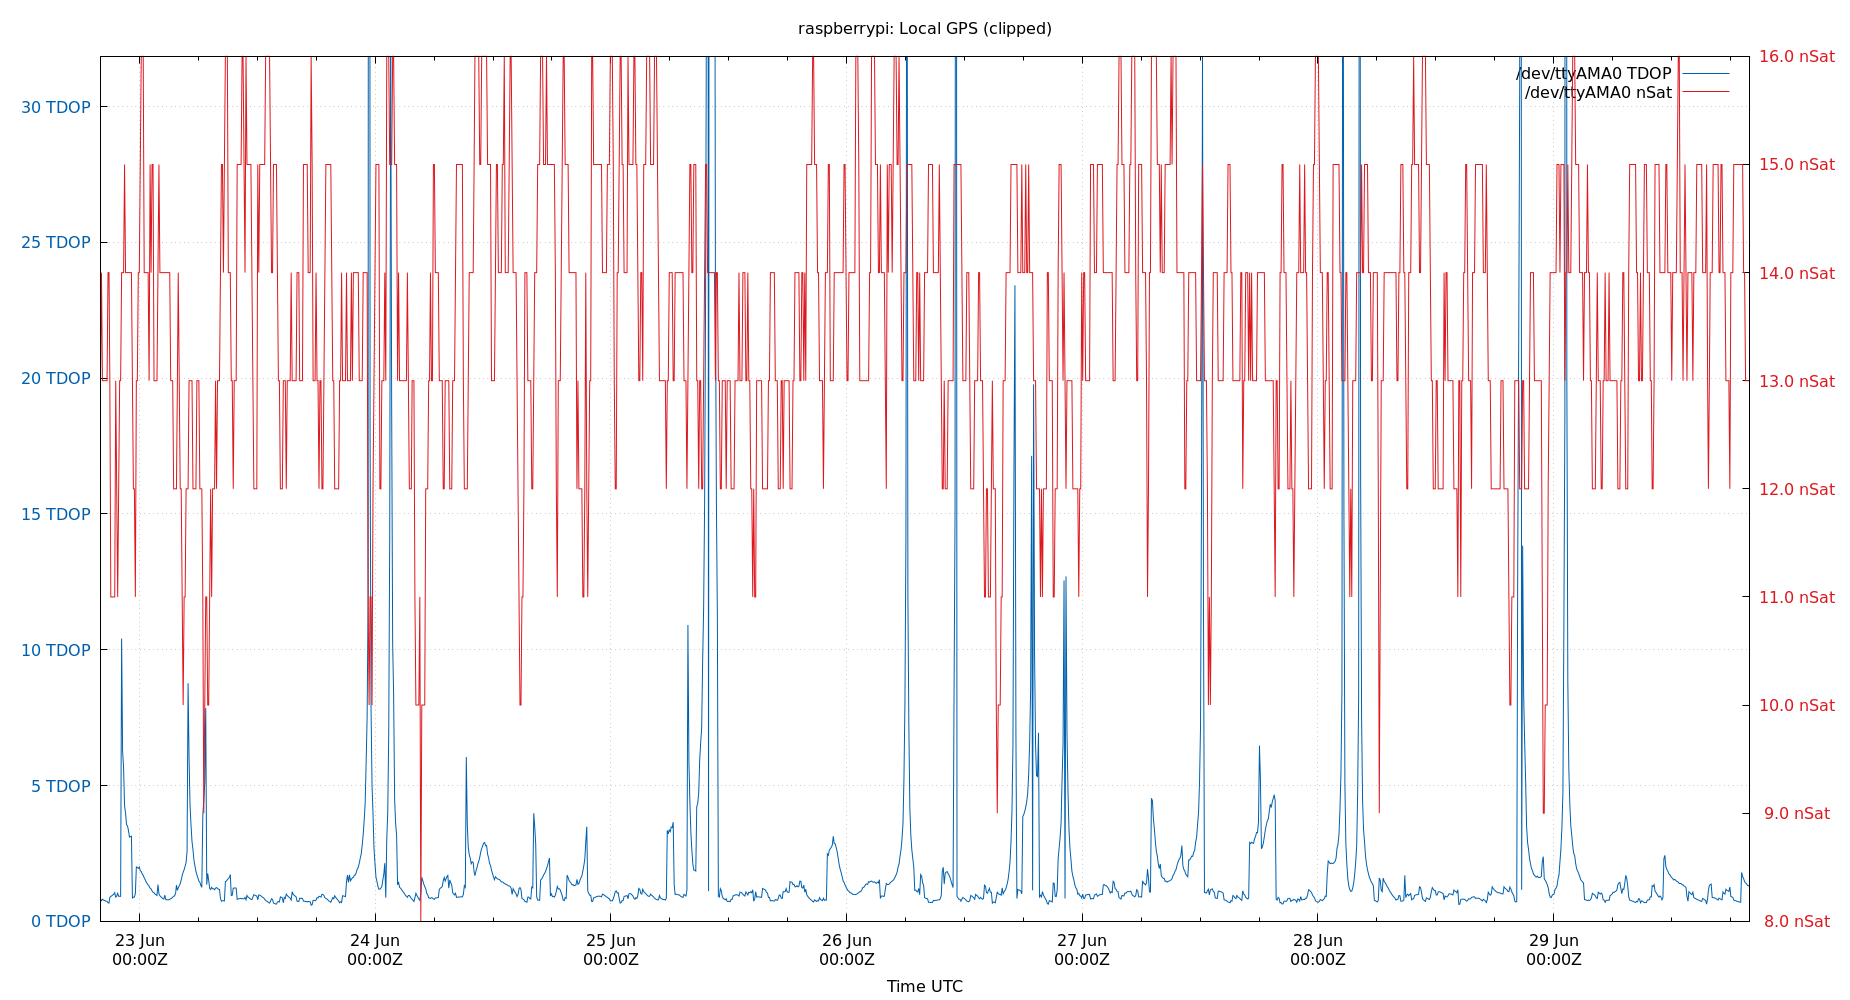 raspberrypi: Local GPS (clipped)
/dev/ttyAMA0 TDOP
/dev/ttyAMA0 nSat
30 TDOP
25 TDOP
20 TDOP
15 TDOP
10 TDOP
5 TDOP
0 TDOP
16.0 nSat
15.0 nSat
14.0 nSat
13.0 nSat
12.0 nSat
11.0 nSat
10.0 nSat
9.0 nSat
8.0 nSat
23 Jun 24 Jun 25 Jun 26 Jun 27 Jun 28 Jun 29 Jun
00:00Z 00:00Z 00:00Z 00:00Z 00:00Z 00:00Z 00:00Z
Time UTC